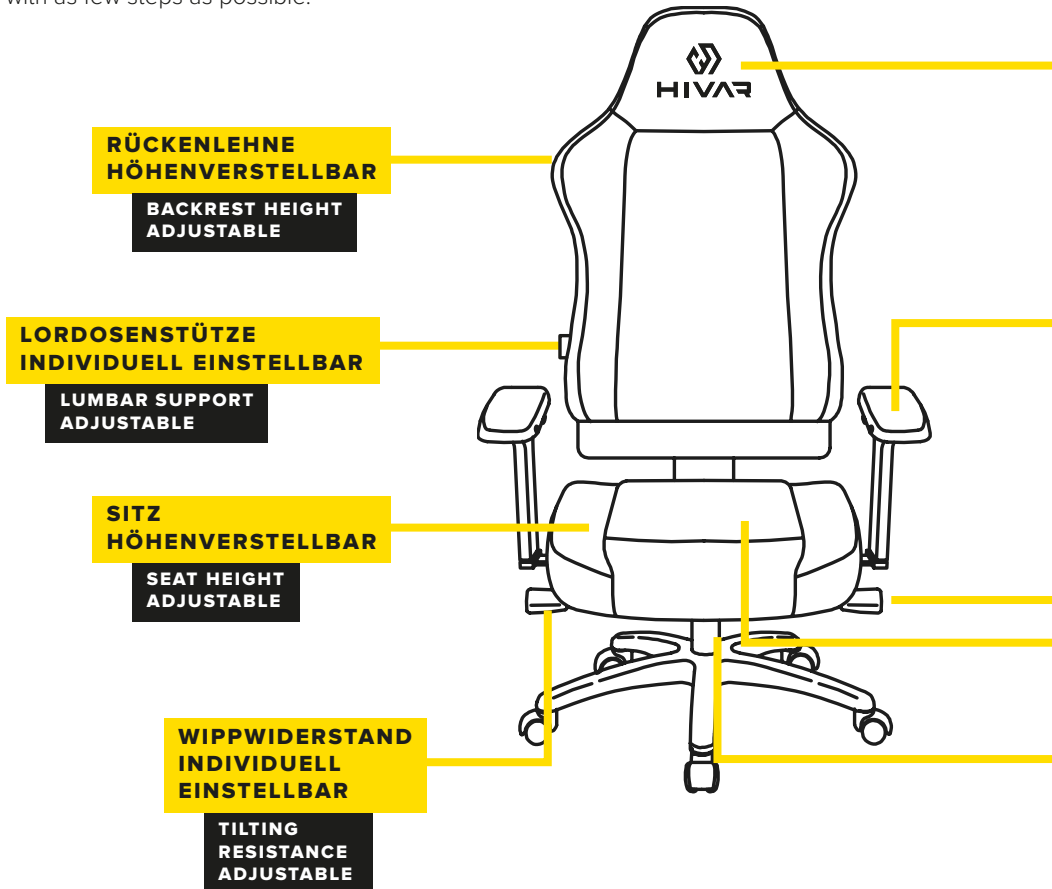 with as few steps as possible.
HIVAR
RÜCKENLEHNE
HÖHENVERSTELLBAR
BACKREST HEIGHT
ADJUSTABLE
LORDOSENSTÜTZE
INDIVIDUELL EINSTELLBAR
LUMBAR SUPPORT
ADJUSTABLE
SITZ
HÖHENVERSTELLBAR
SEAT HEIGHT
ADJUSTABLE
WIPPWIDERSTAND
INDIVIDUELL
EINSTELLBAR
TILTING
RESISTANCE
ADJUSTABLE